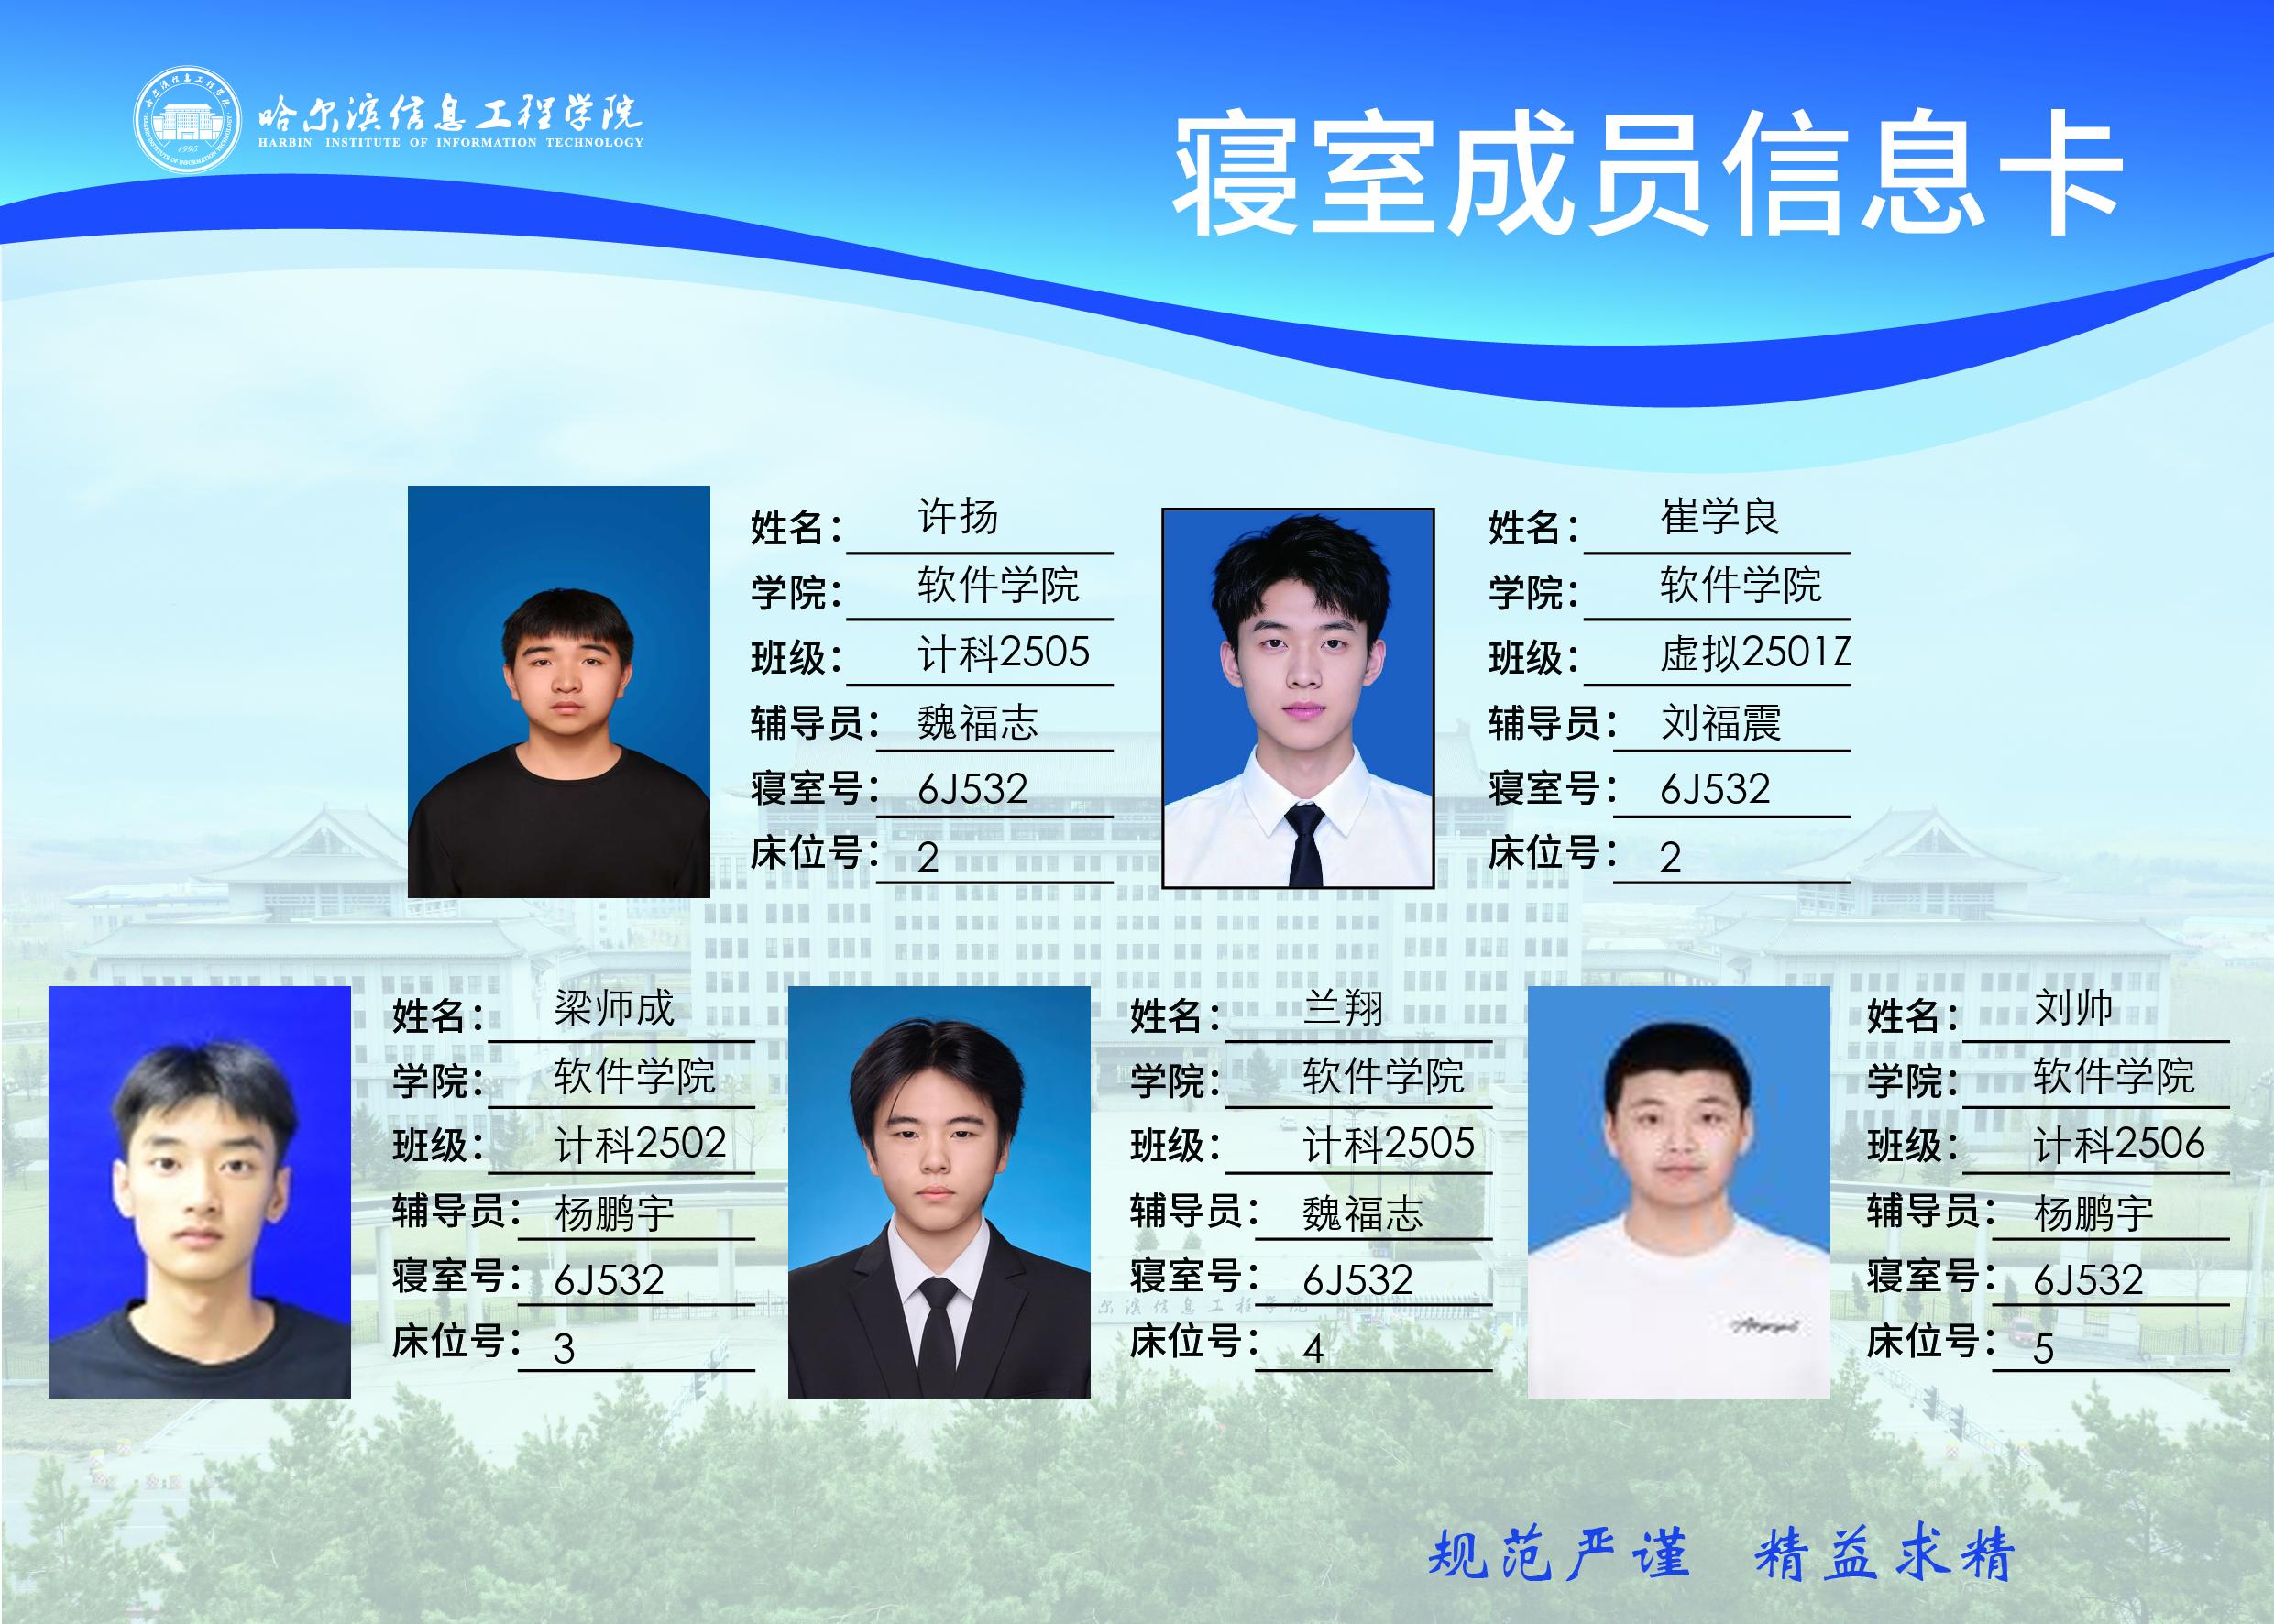 哈尔滨信息工程学院
HARBIN INSTITUTE OF INFORMATION TECHNOLOGY
1995
寝室成员信息卡
姓名： 许扬
学院： 软件学院
班级： 计科2505
辅导员： 魏福志
寝室号： 6J532
床位号： 2
姓名： 崔学良
学院： 软件学院
班级： 虚拟2501Z
辅导员： 刘福震
寝室号： 6J532
床位号： 2
姓名： 梁师成
学院： 软件学院
班级： 计科2502
辅导员： 杨鹏宇
寝室号： 6J532
床位号： 3
姓名： 兰翔
学院： 软件学院
班级： 计科2505
辅导员： 魏福志
寝室号： 6J532
床位号： 4
姓名： 刘帅
学院： 软件学院
班级： 计科2506
辅导员： 杨鹏宇
寝室号： 6J532
床位号： 5
尔滨信息工程学院
规范严谨 精益求精